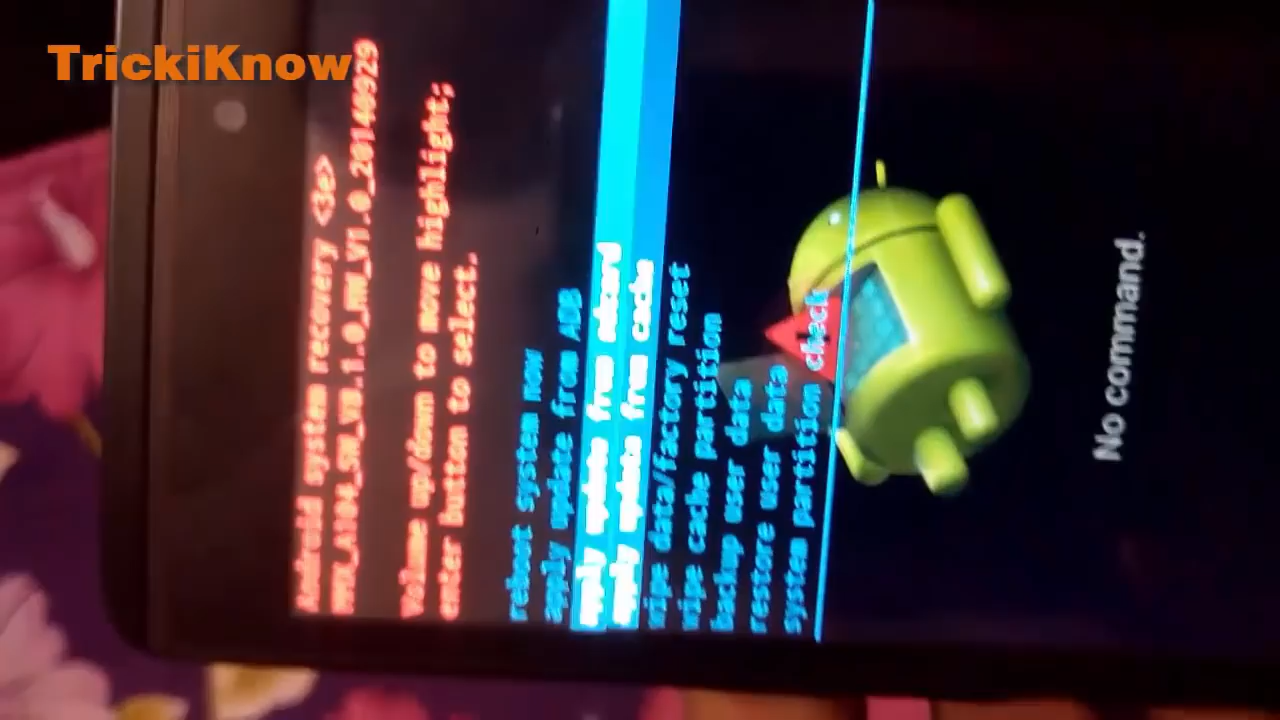 TrickiKnow
Android system recovery <3e>
Volume up/down to move highlight;
enter button to select.
reboot system now
apply update from ADB
apply update from sdcard
apply update from cache
wipe data/factory reset
wipe cache partition
backup user data
restore user data
system partition check
No command.